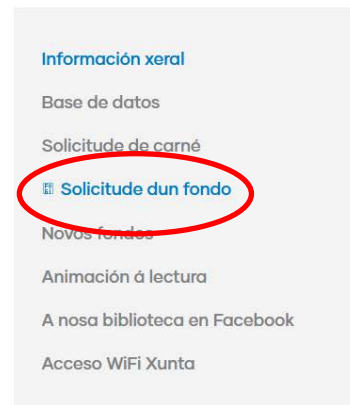 Información xeral
Base de datos
Solicitude de carné
Solicitude dun fondo
Novos fondos
Animación á lectura
A nosa biblioteca en Facebook
Acceso WiFi Xunta